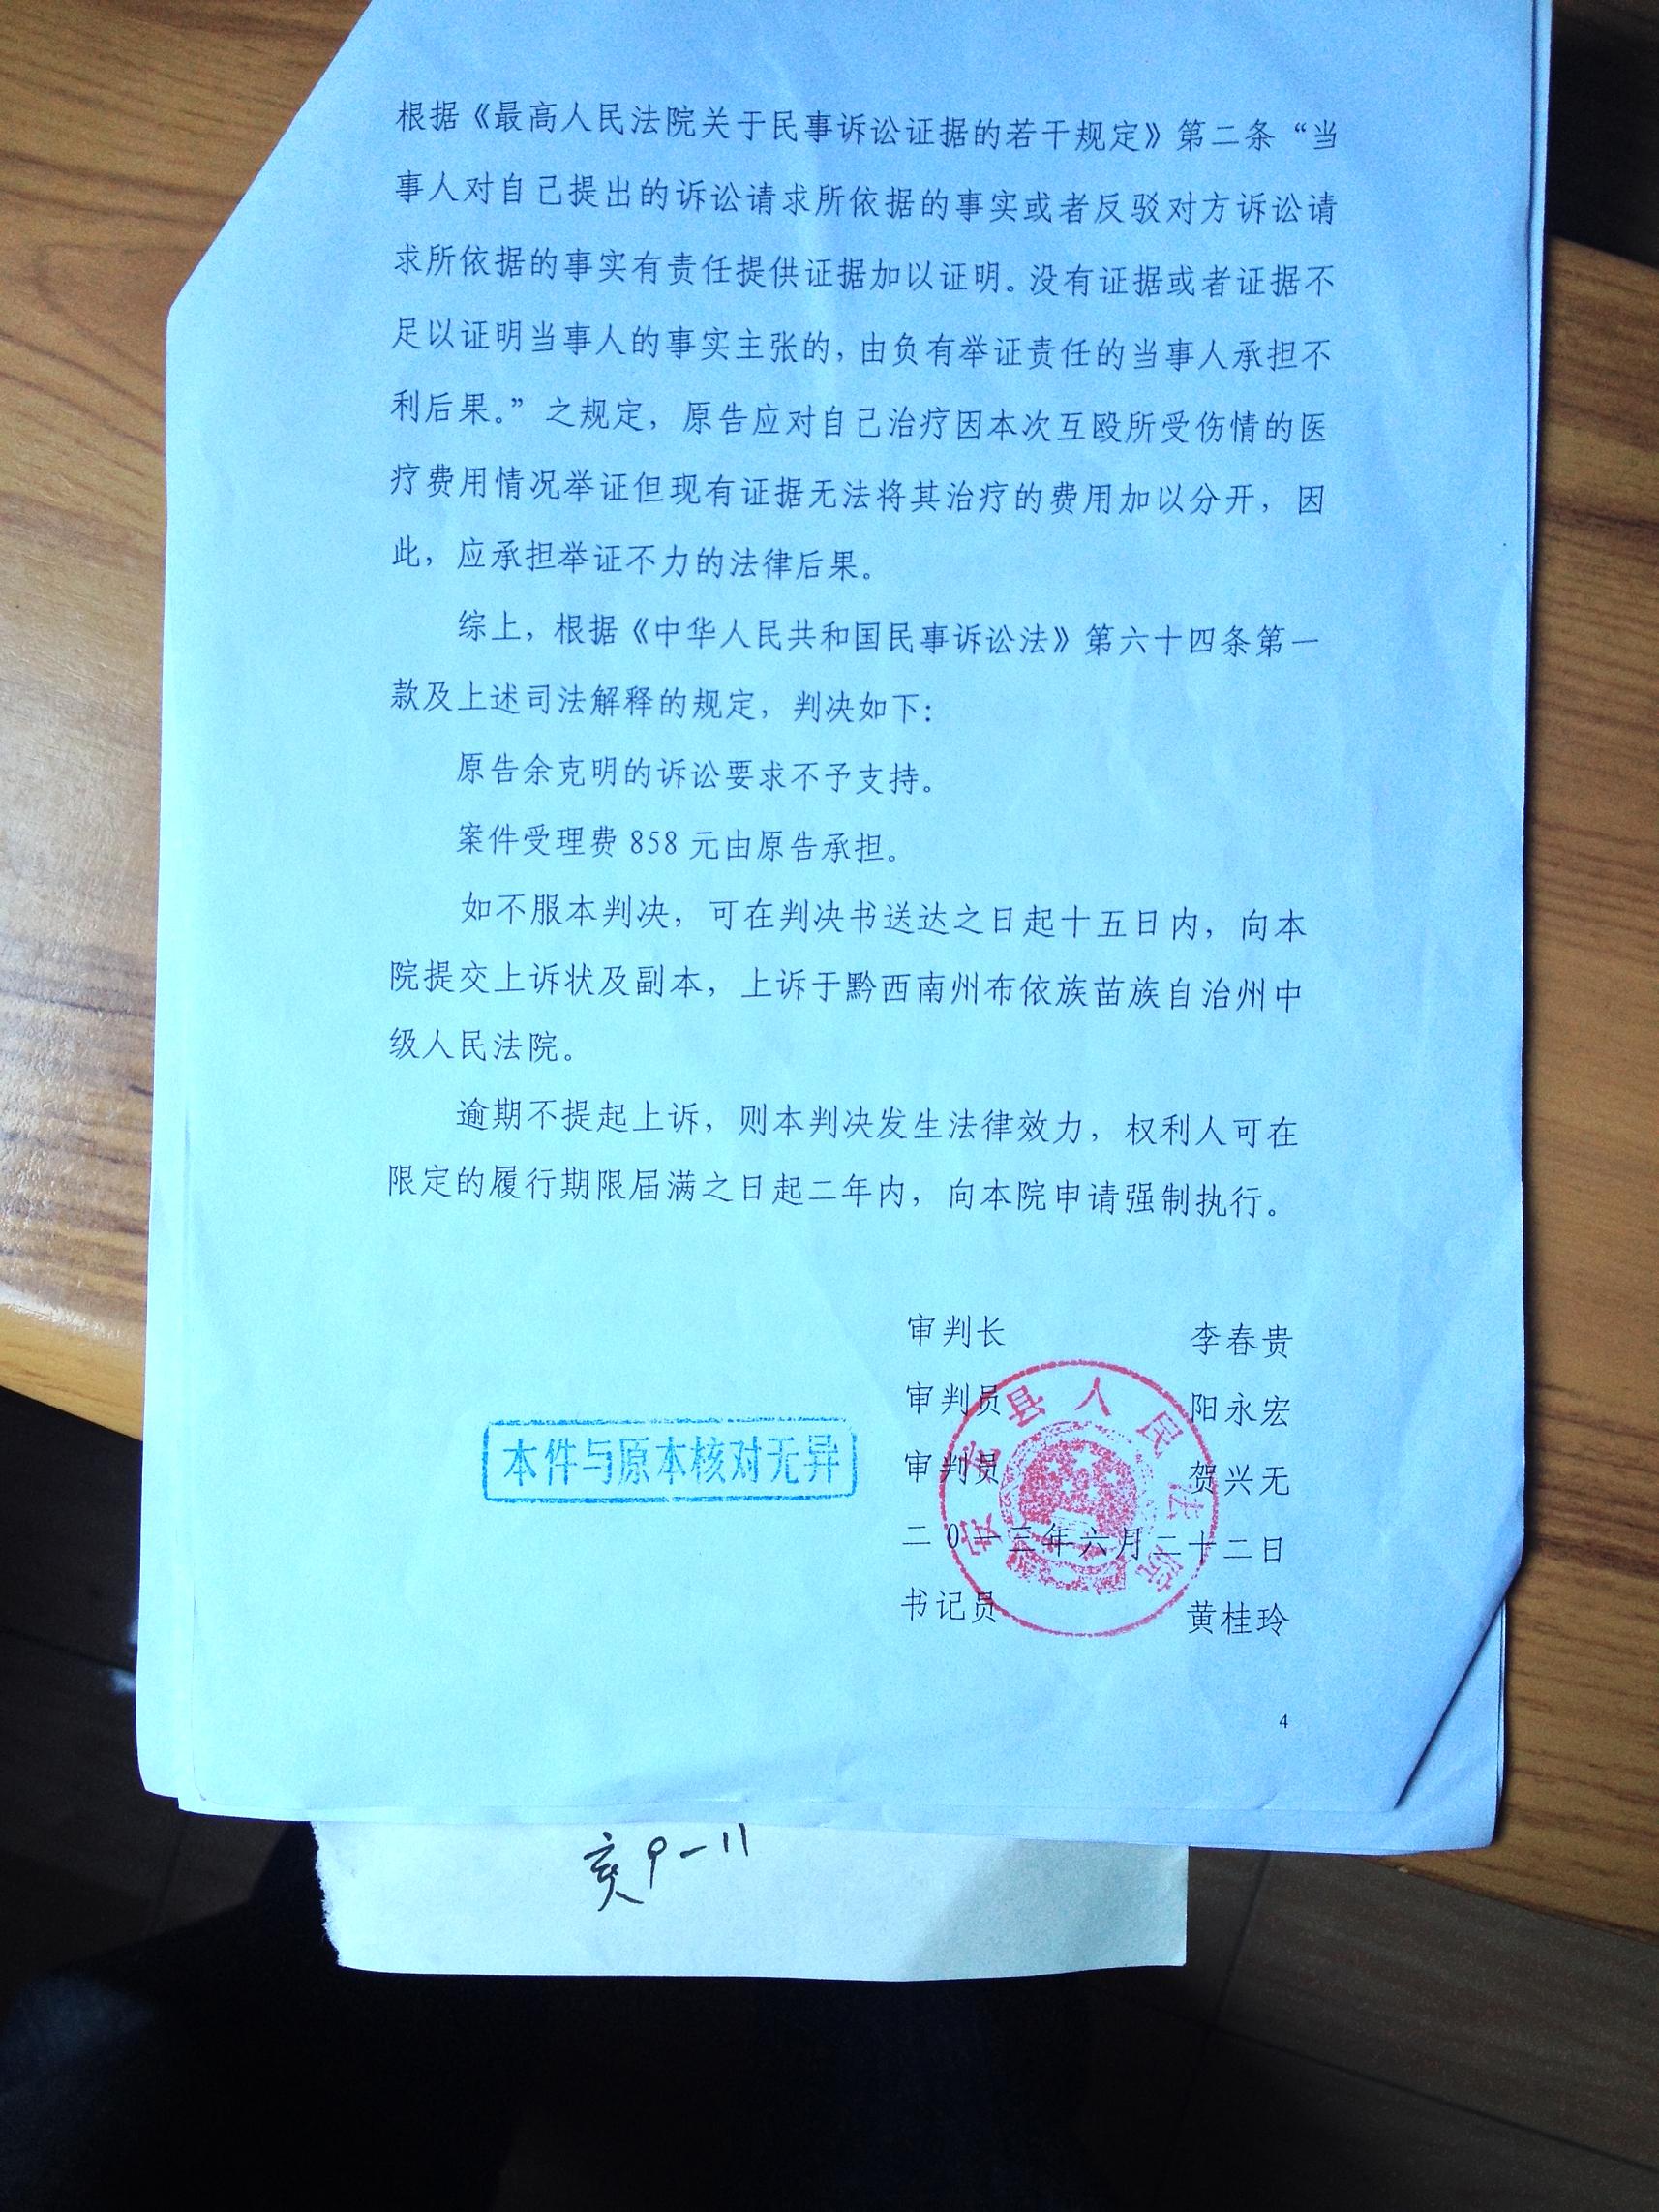 根据《最高人民法院关于民事诉讼证据的若干规定》第二条“当
事人对自己提出的诉讼请求所依据的事实或者反驳对方诉讼请
求所依据的事实有责任提供证据加以证明。没有证据或者证据不
足以证明当事人的事实主张的，由负有举证责任的当事人承担不
利后果。”之规定，原告应对自己治疗因本次互殴所受伤情的医
疗费用情况举证但现有证据无法将其治疗的费用加以分开，因
此，应承担举证不力的法律后果。
综上，根据《中华人民共和国民事诉讼法》第六十四条第一
款及上述司法解释的规定，判决如下：
原告余克明的诉讼要求不予支持。
案件受理费 858 元由原告承担。
如不服本判决，可在判决书送达之日起十五日内，向本
院提交上诉状及副本，上诉于黔西南州布依族苗族自治州中
级人民法院。
逾期不提起上诉，则本判决发生法律效力，权利人可在
限定的履行期限届满之日起二年内，向本院申请强制执行。
审判长 李春贵
审判员 阳永宏
审判员 贺兴无
二0一三年六月二十二日
书记员 黄桂玲
本件与原本核对无异
安龙县人民法院
4
9-11